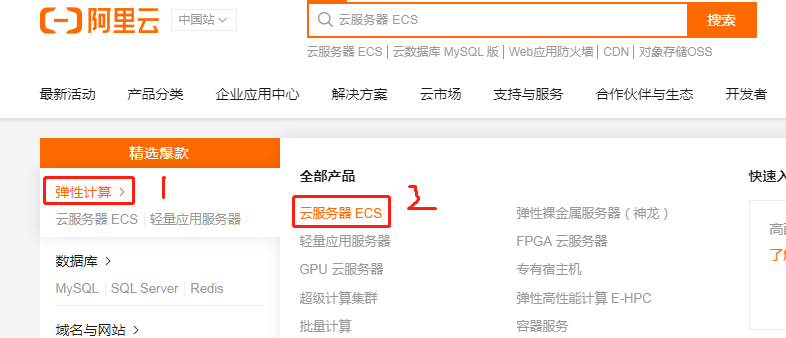 阿里云 中国站
云服务器 ECS 搜索
云服务器 ECS | 云数据库 MySQL 版 | Web应用防火墙 | CDN | 对象存储OSS
最新活动 产品分类 企业应用中心 解决方案 云市场 支持与服务 合作伙伴与生态 开发者
精选爆款
弹性计算 > 1
云服务器 ECS | 轻量应用服务器
数据库 >
MySQL | SQL Server | Redis
域名与网站 >
全部产品
云服务器 ECS 2
弹性裸金属服务器（神龙）
轻量应用服务器
FPGA 云服务器
GPU 云服务器
专有宿主机
超级计算集群
弹性高性能计算 E-HPC
批量计算
容器服务
快速入